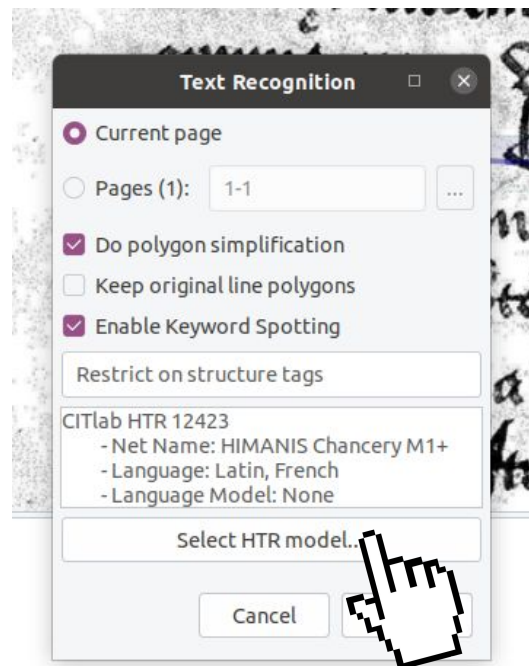 Text Recognition
Current page
Pages (1): 1-1 ...
Do polygon simplification
Keep original line polygons
Enable Keyword Spotting
Restrict on structure tags
CITlab HTR 12423
- Net Name: HIMANIS Chancery M1+
- Language: Latin, French
- Language Model: None
Select HTR model...
Cancel